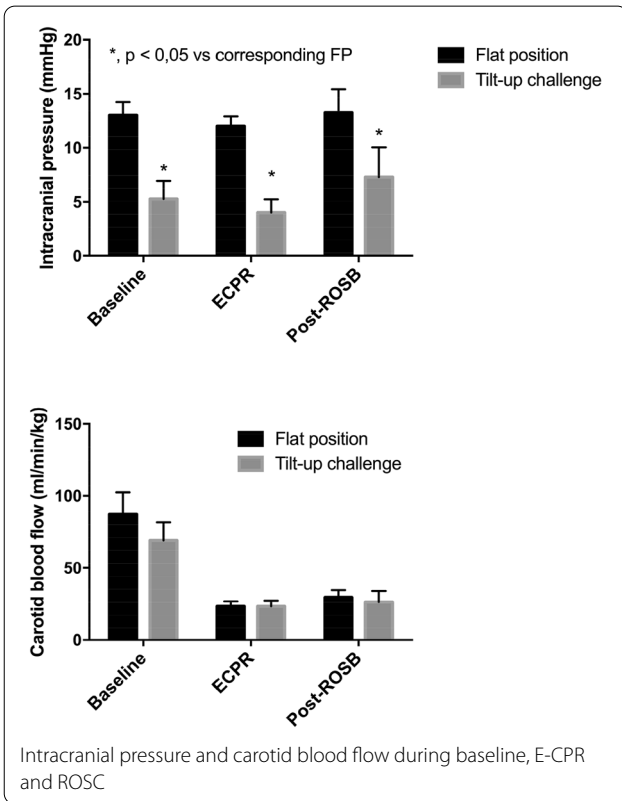 *, p < 0,05 vs corresponding FP
Flat position
Tilt-up challenge
Intracranial pressure (mmHg)
20
15
10
5
0
*
*
*
Baseline
ECPR
Post-ROSB
Flat position
Tilt-up challenge
Carotid blood flow (ml/min/kg)
150
100
50
0
Baseline
ECPR
Post-ROSB
Intracranial pressure and carotid blood flow during baseline, E-CPR
and ROSC